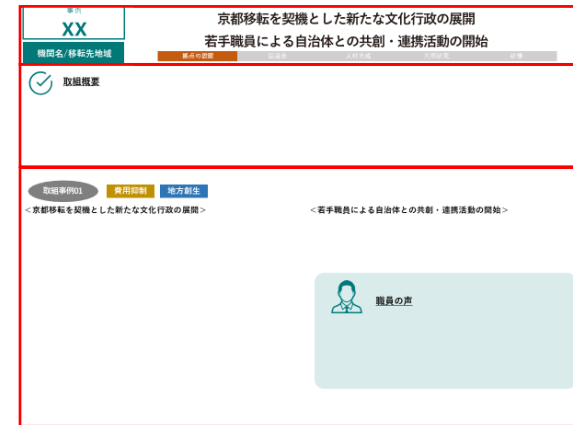 事例
XX
機関名/移転先地域
京都移転を契機とした新たな文化行政の展開
若手職員による自治体との共創・連携活動の開始
拠点の設置
取組概要
取組事例01
費用抑制
地方創生
＜京都移転を契機とした新たな文化行政の展開＞
＜若手職員による自治体との共創・連携活動の開始＞
職員の声